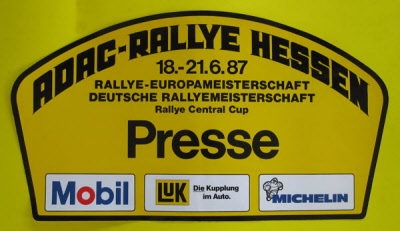 ADAC-RALLYE HESSEN
18.-21.6.87
RALLYE-EUROPAMEISTERSCHAFT
DEUTSCHE RALLYEMEISTERSCHAFT
Rallye Central Cup
Presse
Mobil
LUK
Die Kupplung
im Auto.
MICHELIN